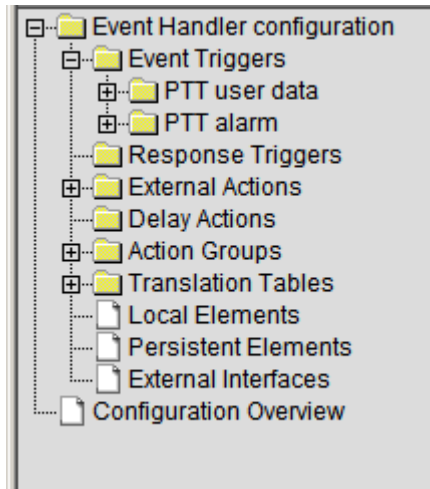 Event Handler configuration
Event Triggers
PTT user data
PTT alarm
Response Triggers
External Actions
Delay Actions
Action Groups
Translation Tables
Local Elements
Persistent Elements
External Interfaces
Configuration Overview